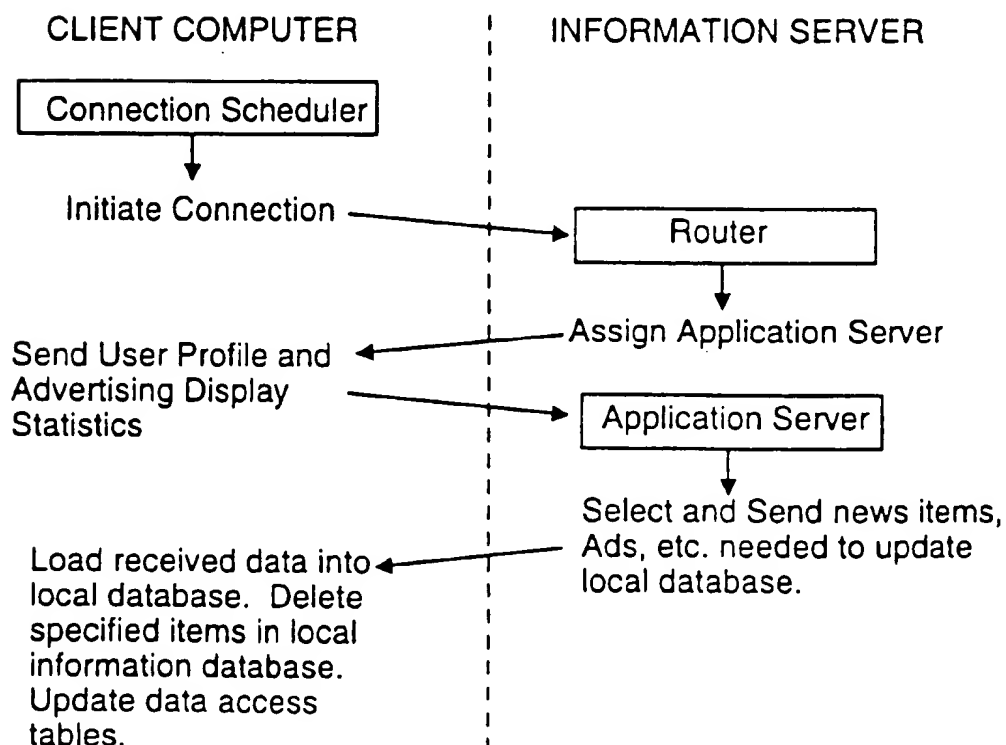 CLIENT COMPUTER
INFORMATION SERVER
Connection Scheduler
Initiate Connection
Router
Assign Application Server
Send User Profile and
Advertising Display
Statistics
Application Server
Select and Send news items,
Ads, etc. needed to update
local database.
Load received data into
local database. Delete
specified items in local
information database.
Update data access
tables.